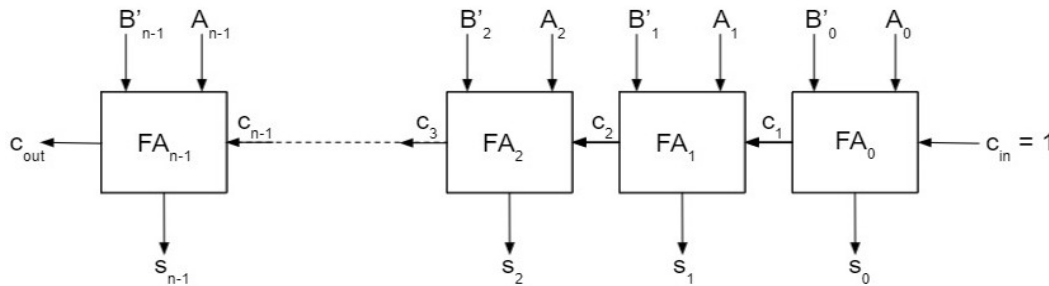 B'n-1 An-1 B'2 A2 B'1 A1 B'0 A0
cout FAn-1 cn-1 c3 FA2 c2 FA1 c1 FA0 cin = 1
sn-1 s2 s1 s0